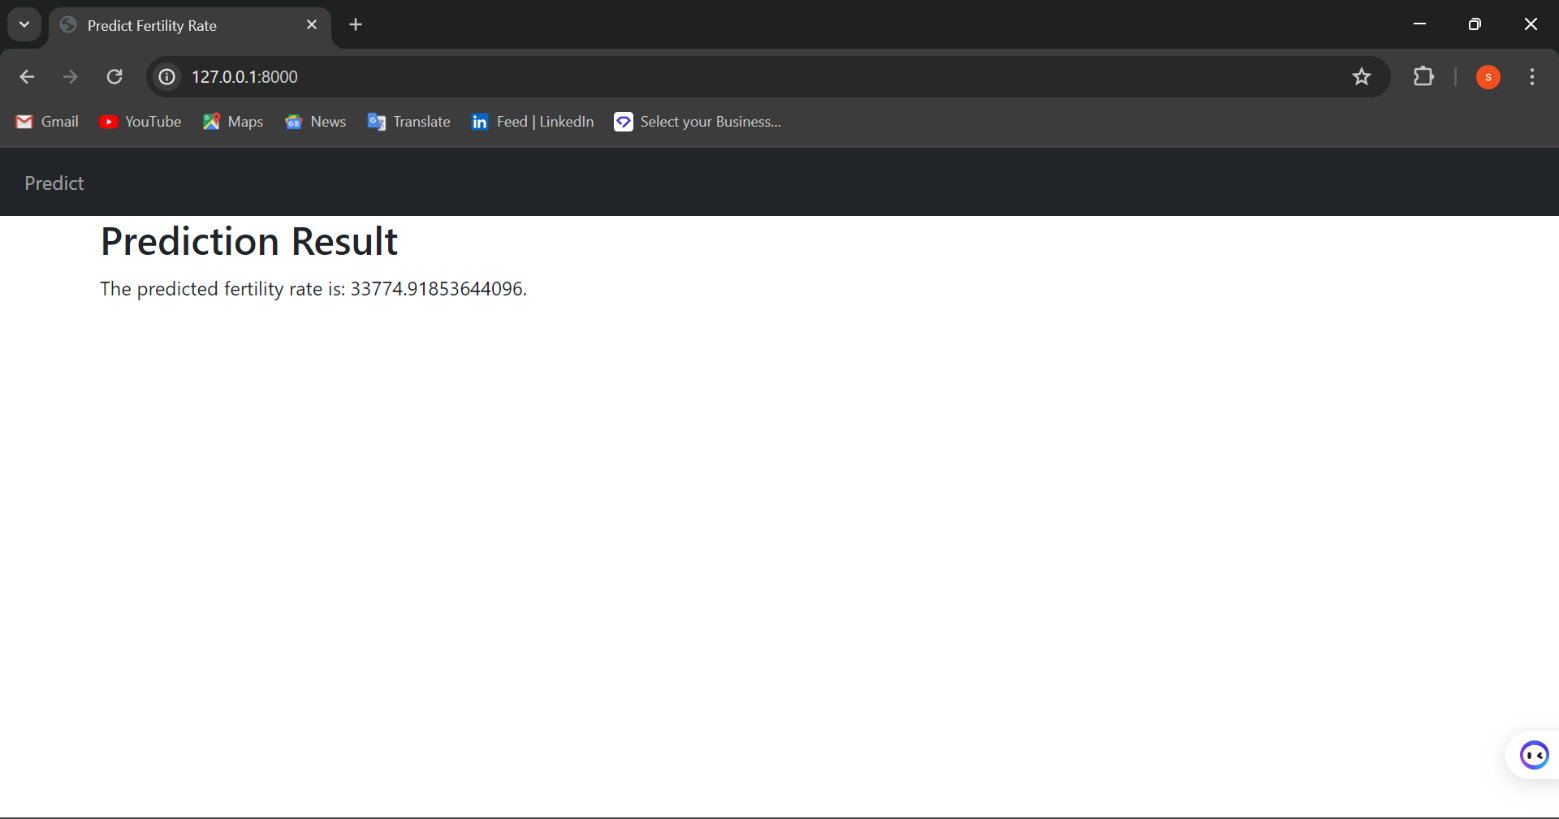 Predict Fertility Rate
127.0.0.1:8000
S
Gmail YouTube Maps News Translate Feed | LinkedIn Select your Business...
Predict
Prediction Result
The predicted fertility rate is: 33774.91853644096.